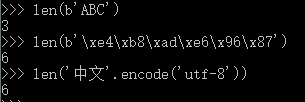 >>> len(b'ABC')
3
>>> len(b'\xe4\xb8\xad\xe6\x96\x87')
6
>>> len('中文'.encode('utf-8'))
6